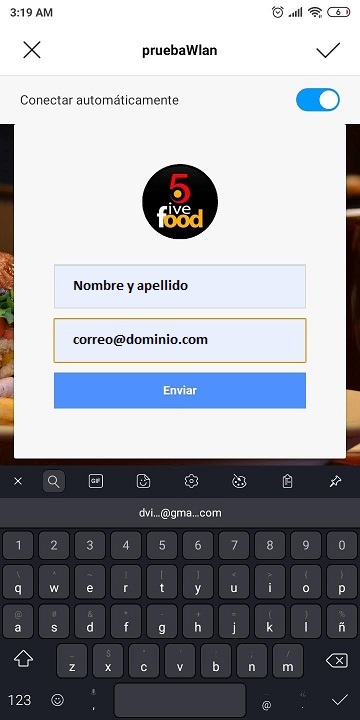 3:19 AM
6
pruebaWlan
Conectar automáticamente
5
ive
food
Nombre y apellido
correo@dominio.com
Enviar
GIF
dvi...@gma...com
1 2 3 4 5 6 7 8 9 0
q w e r t y u i o p
a s d f g h j k l ñ
z x c v b n m
123 , @ .